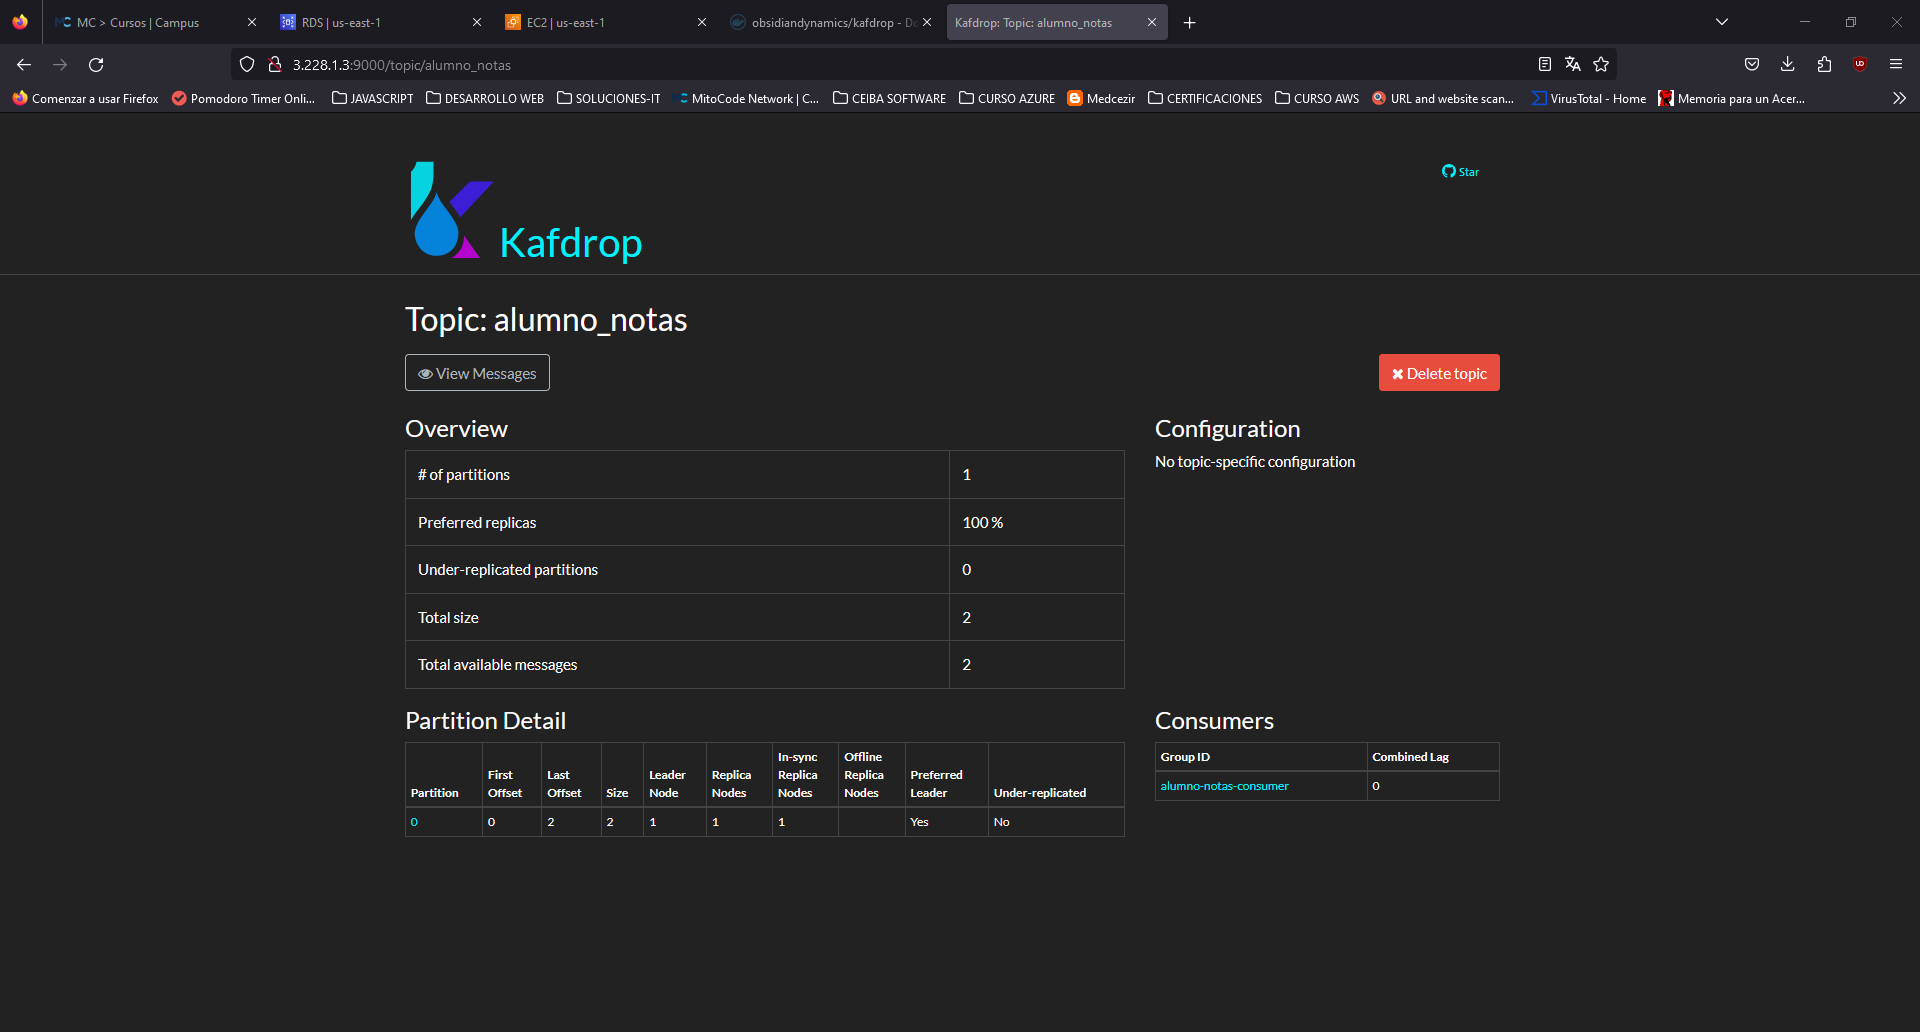 MC > Cursos | Campus
RDS | us-east-1
EC2 | us-east-1
obsidiandynamics/kafdrop - Do
Kafdrop: Topic: alumno_notas
3.228.1.3:9000/topic/alumno_notas
Comenzar a usar Firefox
Pomodoro Timer Onli...
JAVASCRIPT
DESARROLLO WEB
SOLUCIONES-IT
MitoCode Network | C...
CEIBA SOFTWARE
CURSO AZURE
Medcezir
CERTIFICACIONES
CURSO AWS
URL and website scan...
VirusTotal - Home
Memoria para un Acer...
Star
Kafdrop
Topic: alumno_notas
View Messages
Delete topic
Overview
# of partitions 1
Preferred replicas 100 %
Under-replicated partitions 0
Total size 2
Total available messages 2
Configuration
No topic-specific configuration
Partition Detail
Partition First Offset Last Offset Size Leader Node Replica Nodes In-sync Replica Nodes Offline Replica Nodes Preferred Leader Under-replicated
0 0 2 2 1 1 1 Yes No
Consumers
Group ID Combined Lag
alumno-notas-consumer 0